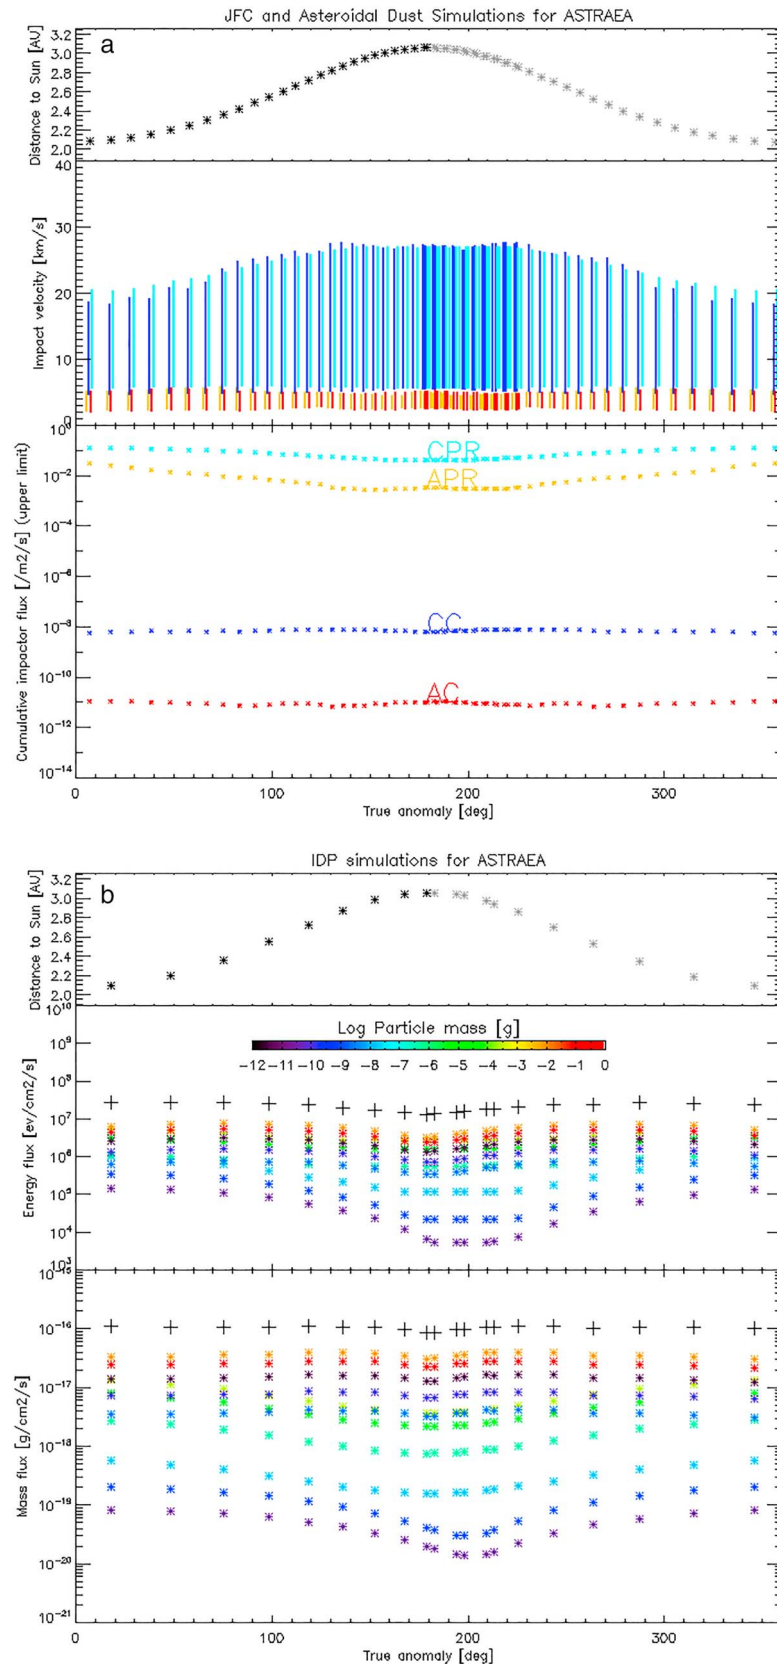 JFC and Asteroidal Dust Simulations for ASTRAEA
a
Distance to Sun [AU]
3.2
3.0
2.8
2.6
2.4
2.2
2.0
Impact velocity [km/s]
40
30
20
10
0
Cumulative impactor flux [/m2/s] (upper limit)
10^0
10^-2
10^-4
10^-6
10^-8
10^-10
10^-12
10^-14
CPR
APR
CC
AC
0 100 200 300
True anomaly [deg]
IDP simulations for ASTRAEA
b
Distance to Sun [AU]
3.2
3.0
2.8
2.6
2.4
2.2
2.0
Energy flux [ev/cm2/s]
10^10
10^9
10^8
10^7
10^6
10^5
10^4
10^3
Log Particle mass [g]
-12 -11 -10 -9 -8 -7 -6 -5 -4 -3 -2 -1 0
Mass flux [g/cm2/s]
10^-15
10^-16
10^-17
10^-18
10^-19
10^-20
10^-21
0 100 200 300
True anomaly [deg]